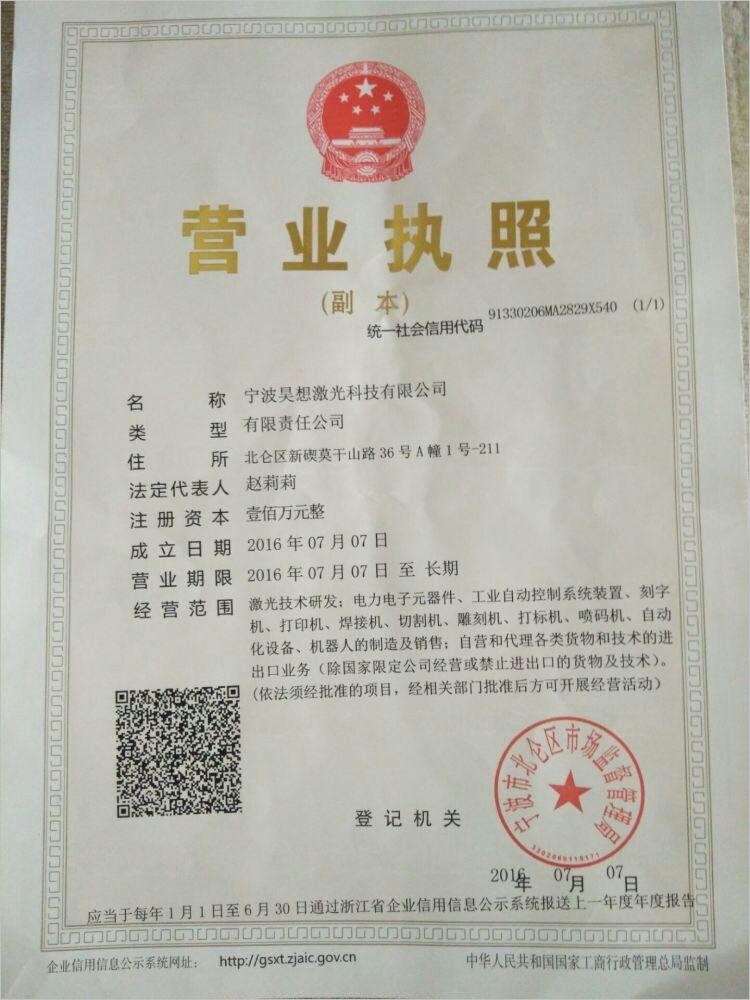 营业执照
(副 本)
统一社会信用代码 91330206MA2829X540 (1/1)
名 称 宁波昊想激光科技有限公司
类 型 有限责任公司
住 所 北仑区新碶莫干山路36号A幢1号-211
法定代表人 赵莉莉
注册资本 壹佰万元整
成立日期 2016年07月07日
营业期限 2016年07月07日 至 长期
经营范围 激光技术研发；电力电子元器件、工业自动控制系统装置、刻字
机、打印机、焊接机、切割机、雕刻机、打标机、喷码机、自动
化设备、机器人的制造及销售；自营和代理各类货物和技术的进
出口业务（除国家限定公司经营或禁止进出口的货物及技术）。
(依法须经批准的项目，经相关部门批准后方可开展经营活动）
宁波市北仑区市场监督管理局
3302060118171
登记机关
2016年 07月 07日
应当于每年1月1日至6月30日通过浙江省企业信用信息公示系统报送上一年度年度报告
企业信用信息公示系统网址： http://gsxt.zjaic.gov.cn 中华人民共和国国家工商行政管理总局监制